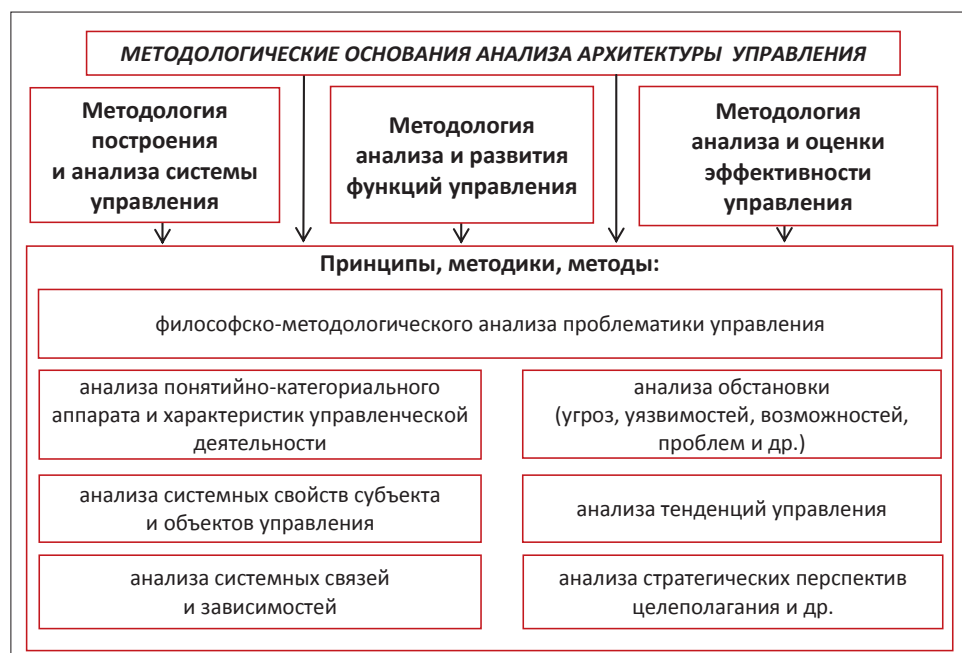 МЕТОДОЛОГИЧЕСКИЕ ОСНОВАНИЯ АНАЛИЗА АРХИТЕКТУРЫ УПРАВЛЕНИЯ
Методология
построения
и анализа системы
управления
Методология
анализа и развития
функций управления
Методология
анализа и оценки
эффективности
управления
Принципы, методики, методы:
философско-методологического анализа проблематики управления
анализа понятийно-категориального
аппарата и характеристик управленческой
деятельности
анализа обстановки
(угроз, уязвимостей, возможностей,
проблем и др.)
анализа системных свойств субъекта
и объектов управления
анализа тенденций управления
анализа системных связей
и зависимостей
анализа стратегических перспектив
целеполагания и др.